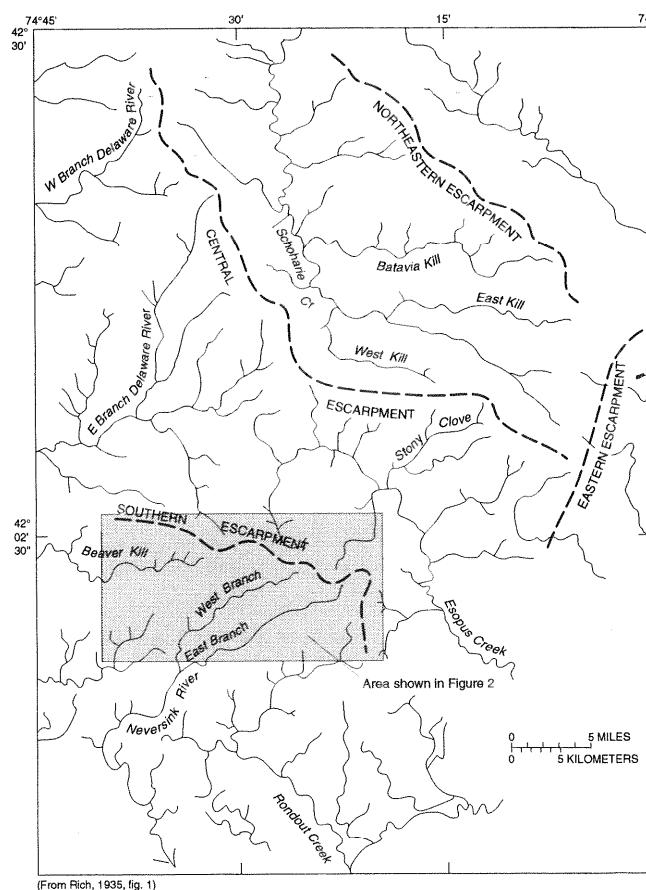 74°45'
30'
15'
74
42°
30'
W Branch Delaware River
NORTHEASTERN ESCARPMENT
Schoharie
Cr
CENTRAL
Batavia Kill
East Kill
West Kill
E Branch Delaware River
ESCARPMENT
Stony Clove
EASTERN ESCARPMENT
SOUTHERN
ESCARPMENT
42°
02'
30"
Beaver Kill
West Branch
East Branch
Esopus Creek
Area shown in Figure 2
Neversink River
0 5 MILES
0 5 KILOMETERS
Rondout Creek
(From Rich, 1935, fig. 1)